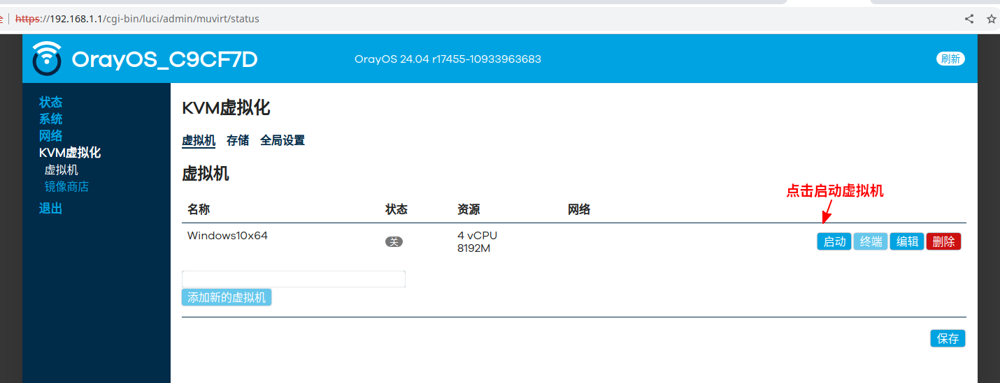 全 https://192.168.1.1/cgi-bin/luci/admin/muvirt/status
OrayOS_C9CF7D
OrayOS 24.04 r17455-10933963683
刷新
状态
系统
网络
KVM虚拟化
虚拟机
镜像商店
退出
KVM虚拟化
虚拟机 存储 全局设置
虚拟机
点击启动虚拟机
名称 状态 资源 网络
Windows10x64 关 4 vCPU 启动 终端 编辑 删除
8192M
添加新的虚拟机
保存